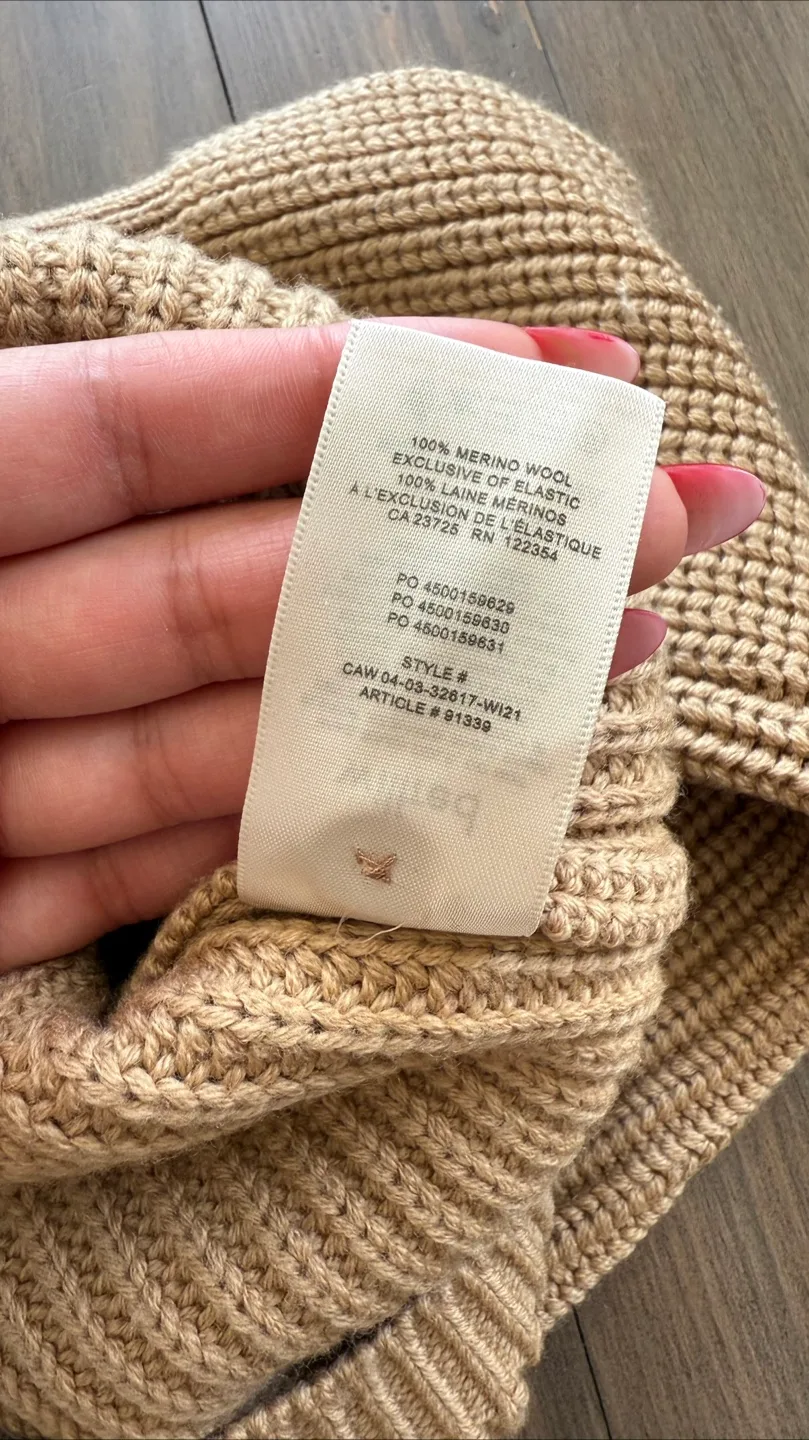 100% MERINO WOOL
EXCLUSIVE OF ELASTIC
100% LAINE MÉRINOS
À L'EXCLUSION DE L'ÉLASTIQUE
CA 23725 RN 122354
PO 4500159629
PO 4500159630
PO 4500159631
STYLE #
CAW 04-03-32617-WI21
ARTICLE # 91339